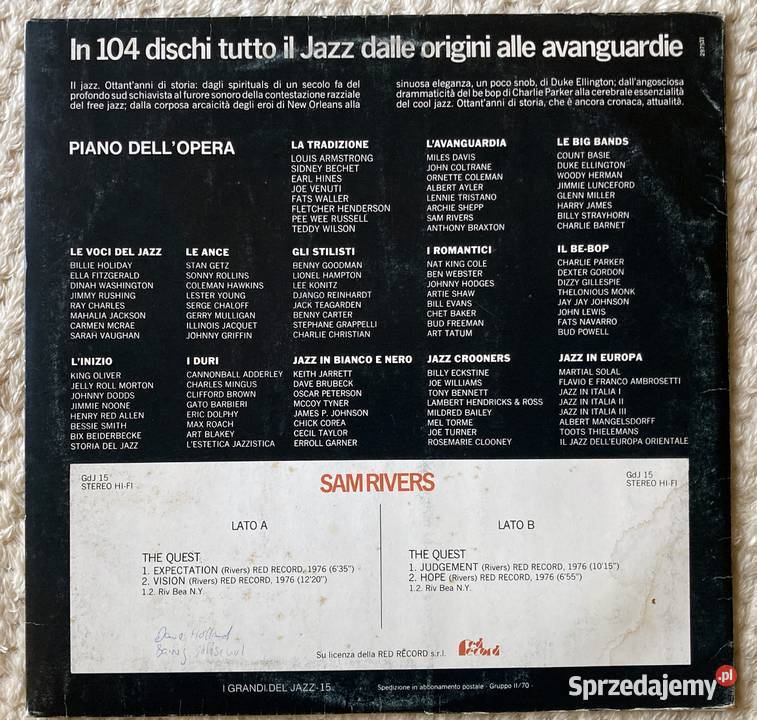 In 104 dischi tutto il Jazz dalle origini alle avanguardie
Il jazz. Ottant'anni di storia: dagli spirituals di un secolo fa del
profondo sud schiavista al furore sonoro della contestazione razziale
del free jazz; dalla corposa arcaicità degli eroi di New Orleans alla
sinuosa eleganza, un poco snob, di Duke Ellington; dall'angosciosa
drammaticità del be bop di Charlie Parker alla cerebrale essenzialità
del cool jazz. Ottant'anni di storia, che è ancora cronaca, attualità.
PIANO DELL'OPERA
LA TRADIZIONE
LOUIS ARMSTRONG
SIDNEY BECHET
EARL HINES
JOE VENUTI
FATS WALLER
FLETCHER HENDERSON
PEE WEE RUSSELL
TEDDY WILSON
L'AVANGUARDIA
MILES DAVIS
JOHN COLTRANE
ORNETTE COLEMAN
ALBERT AYLER
LENNIE TRISTANO
ARCHIE SHEPP
SAM RIVERS
ANTHONY BRAXTON
LE BIG BANDS
COUNT BASIE
DUKE ELLINGTON
WOODY HERMAN
JIMMIE LUNCEFORD
GLENN MILLER
HARRY JAMES
BILLY STRAYHORN
CHARLIE BARNET
LE VOCI DEL JAZZ
BILLIE HOLIDAY
ELLA FITZGERALD
DINAH WASHINGTON
JIMMY RUSHING
RAY CHARLES
MAHALIA JACKSON
CARMEN MCRAE
SARAH VAUGHAN
LE ANCE
STAN GETZ
SONNY ROLLINS
COLEMAN HAWKINS
LESTER YOUNG
SERGE CHALOFF
GERRY MULLIGAN
ILLINOIS JACQUET
JOHNNY GRIFFIN
GLI STILISTI
BENNY GOODMAN
LIONEL HAMPTON
LEE KONITZ
DJANGO REINHARDT
JACK TEAGARDEN
BENNY CARTER
STEPHANE GRAPPELLI
CHARLIE CHRISTIAN
I ROMANTICI
NAT KING COLE
BEN WEBSTER
JOHNNY HODGES
ARTIE SHAW
BILL EVANS
CHET BAKER
BUD FREEMAN
ART TATUM
IL BE-BOP
CHARLIE PARKER
DEXTER GORDON
DIZZY GILLESPIE
THELONIOUS MONK
JAY JAY JOHNSON
JOHN LEWIS
FATS NAVARRO
BUD POWELL
L'INIZIO
KING OLIVER
JELLY ROLL MORTON
JOHNNY DODDS
JIMMIE NOONE
HENRY RED ALLEN
BESSIE SMITH
BIX BEIDERBECKE
STORIA DEL JAZZ
I DURI
CANNONBALL ADDERLEY
CHARLES MINGUS
CLIFFORD BROWN
GATO BARBIERI
ERIC DOLPHY
MAX ROACH
ART BLAKEY
L'ESTETICA JAZZISTICA
JAZZ IN BIANCO E NERO
KEITH JARRETT
DAVE BRUBECK
OSCAR PETERSON
MCCOY TYNER
JAMES P. JOHNSON
CHICK COREA
CECIL TAYLOR
ERROLL GARNER
JAZZ CROONERS
BILLY ECKSTINE
JOE WILLIAMS
TONY BENNETT
LAMBERT HENDRICKS & ROSS
MILDRED BAILEY
MEL TORME
JOE TURNER
ROSEMARIE CLOONEY
JAZZ IN EUROPA
MARTIAL SOLAL
FLAVIO E FRANCO AMBROSETTI
JAZZ IN ITALIA I
JAZZ IN ITALIA II
JAZZ IN ITALIA III
ALBERT MANGELSDORFF
TOOTS THIELEMANS
IL JAZZ DELL'EUROPA ORIENTALE
GdJ 15
STEREO HI-FI
SAM RIVERS
GdJ 15
STEREO HI-FI
LATO A
THE QUEST
1. EXPECTATION (Rivers) RED RECORD, 1976 (6'35")
2. VISION (Rivers) RED RECORD, 1976 (12'20")
1.2. Riv Bea N.Y.
LATO B
THE QUEST
1. JUDGEMENT (Rivers) RED RECORD, 1976 (10'15")
2. HOPE (Rivers) RED RECORD, 1976 (6'55")
1.2. Riv Bea N.Y.
Holland
Su licenza della RED RECORD s.r.l.
Red Record
I GRANDI DEL JAZZ - 15
Spedizione in abbonamento postale - Gruppo II/70
Sprzedajemy.pl